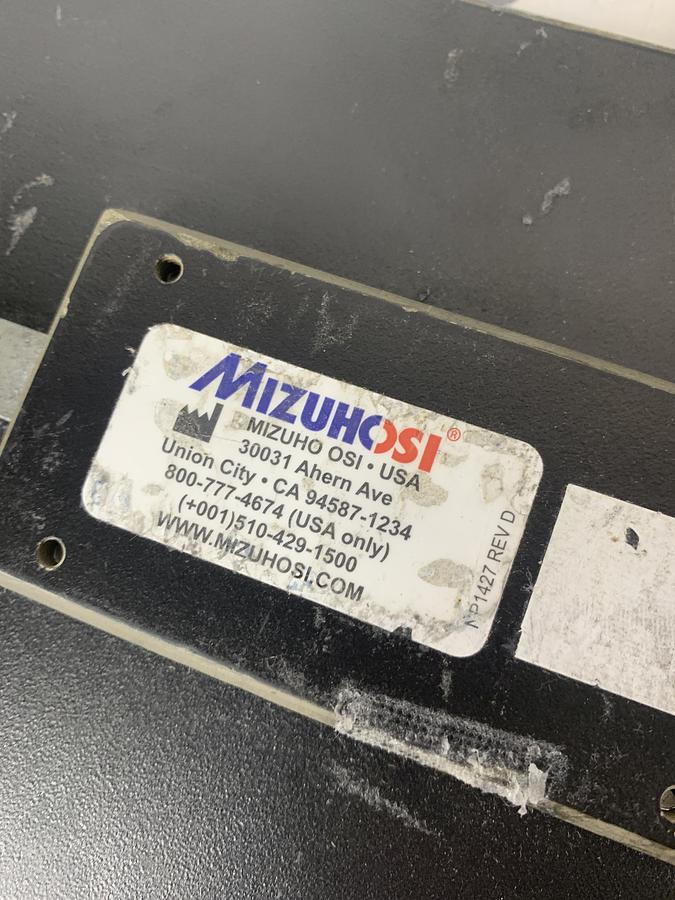 MIZUHOSI®
MIZUHO OSI • USA
30031 Ahern Ave
Union City • CA 94587-1234
800-777-4674 (USA only)
(+001)510-429-1500
WWW.MIZUHOSI.COM
NP1427 REV D